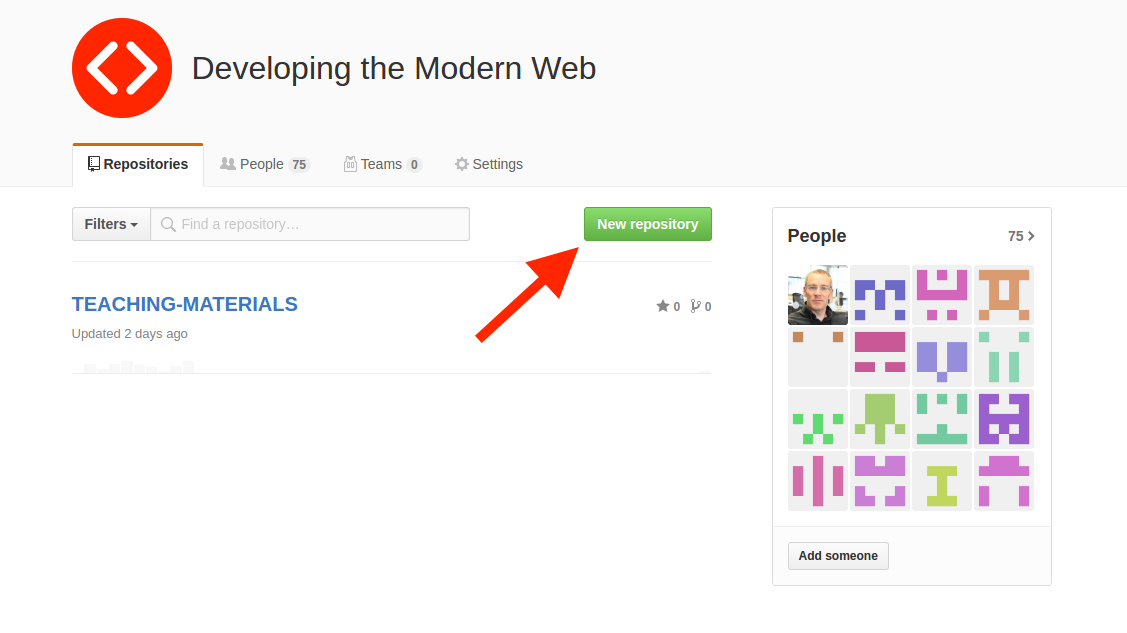 Developing the Modern Web
Repositories People 75 Teams 0 Settings
Filters Find a repository… New repository
TEACHING-MATERIALS 0 0
Updated 2 days ago
People 75
Add someone